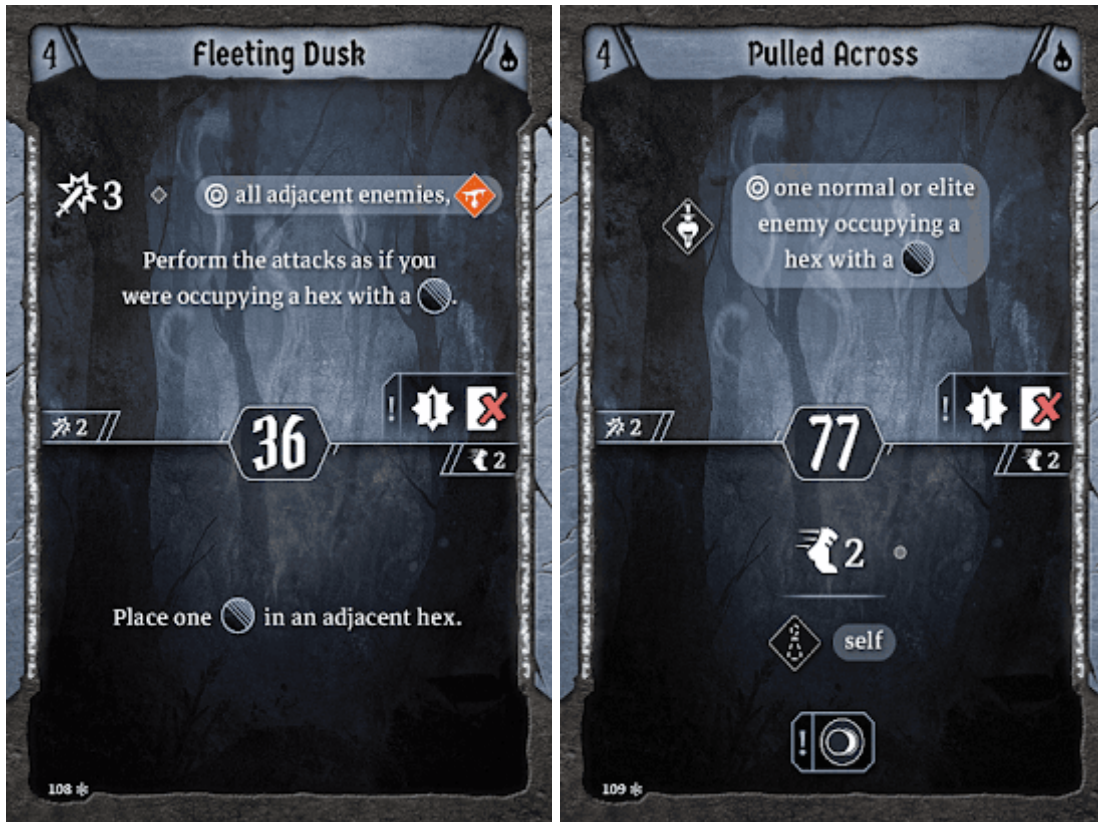 4
Fleeting Dusk
3
all adjacent enemies,
Perform the attacks as if you
were occupying a hex with a .
! 1
2
36
2
Place one in an adjacent hex.
108
4
Pulled Across
one normal or elite
enemy occupying a
hex with a
! 1
2
77
2
2
self
!
109